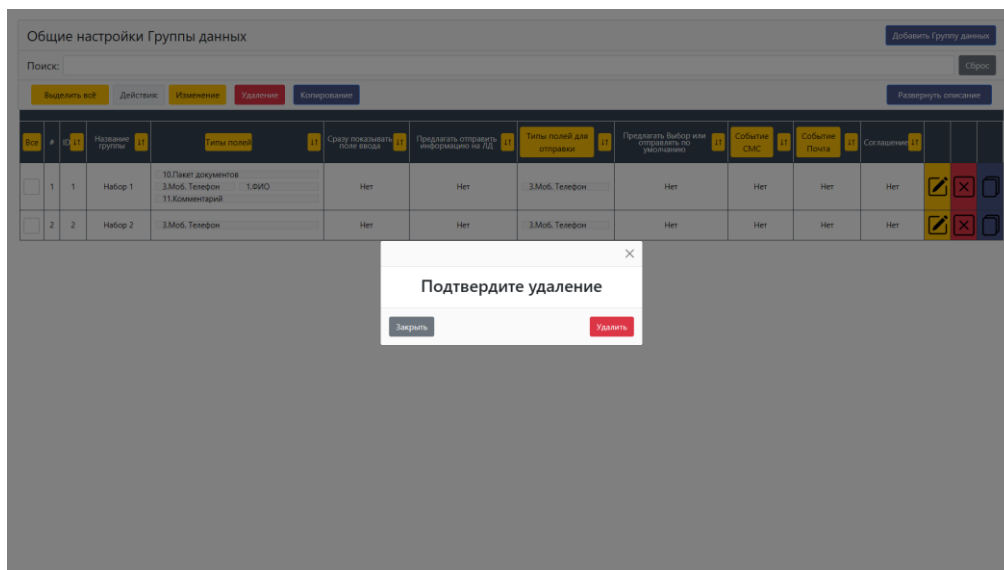 Общие настройки Группы данных
Добавить Группу данных
Поиск:
Сброс
Выделить всё Действия: Изменение Удаление Копирование
Развернуть описание
Все # ID Название группы Типы полей Сразу показывать поле ввода Предлагать отправить информацию на ЛД Типы полей для отправки Предлагать Выбор или отправлять по умолчанию Событие СМС Событие Почта Соглашение
10.Пакет документов
1 1 Набор 1 3.Моб. Телефон 1.ФИО Нет Нет 3.Моб. Телефон Нет Нет Нет Нет
11.Комментарий
2 2 Набор 2 3.Моб. Телефон Нет Нет 3.Моб. Телефон Нет Нет Нет Нет
Подтвердите удаление
Закрыть Удалить